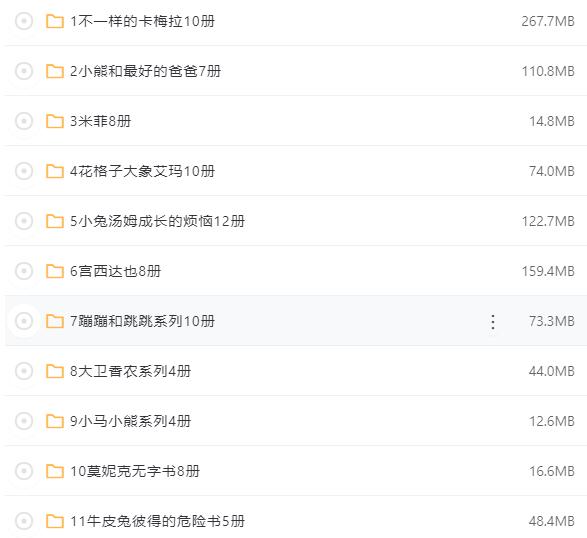 1不一样的卡梅拉10册 267.7MB
2小熊和最好的爸爸7册 110.8MB
3米菲8册 14.8MB
4花格子大象艾玛10册 74.0MB
5小兔汤姆成长的烦恼12册 122.7MB
6宫西达也8册 159.4MB
7蹦蹦和跳跳系列10册 73.3MB
8大卫香农系列4册 44.0MB
9小马小熊系列4册 12.6MB
10莫妮克无字书8册 16.6MB
11牛皮兔彼得的危险书5册 48.4MB